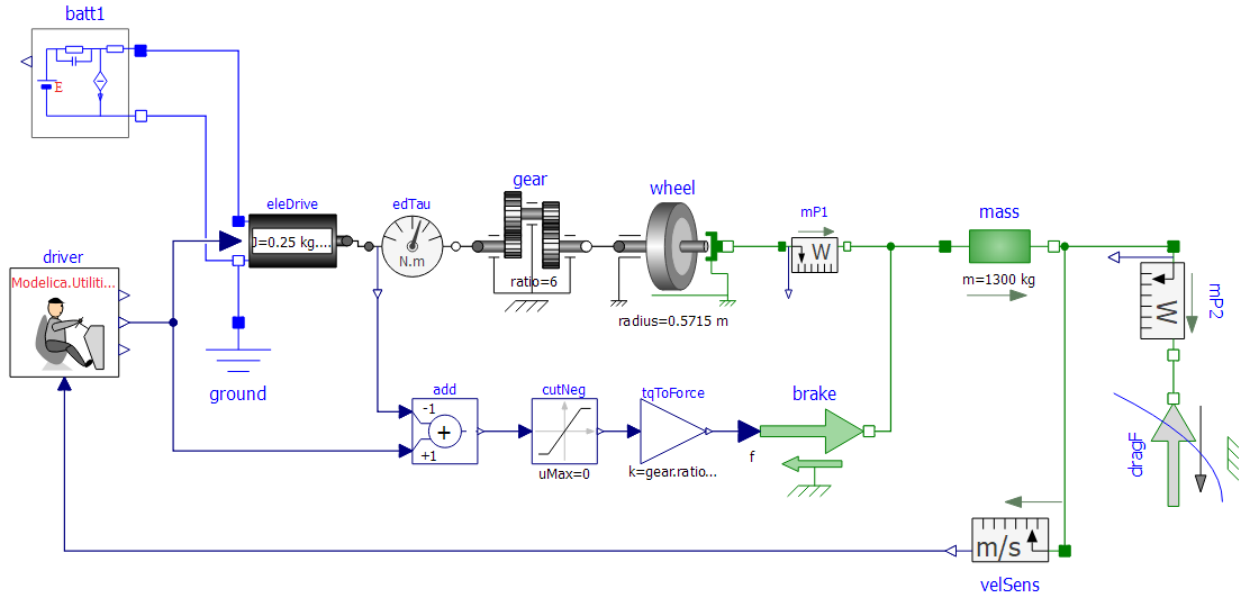 batt1
E
eleDrive
J=0.25 kg....
edTau
N.m
gear
ratio=6
wheel
radius=0.5715 m
mP1
W
mass
m=1300 kg
driver
Modelica.Utiliti...
ground
add
-1
+
+1
cutNeg
uMax=0
tqToForce
k=gear.ratio...
brake
f
W
mP2
dragF
m/s
velSens